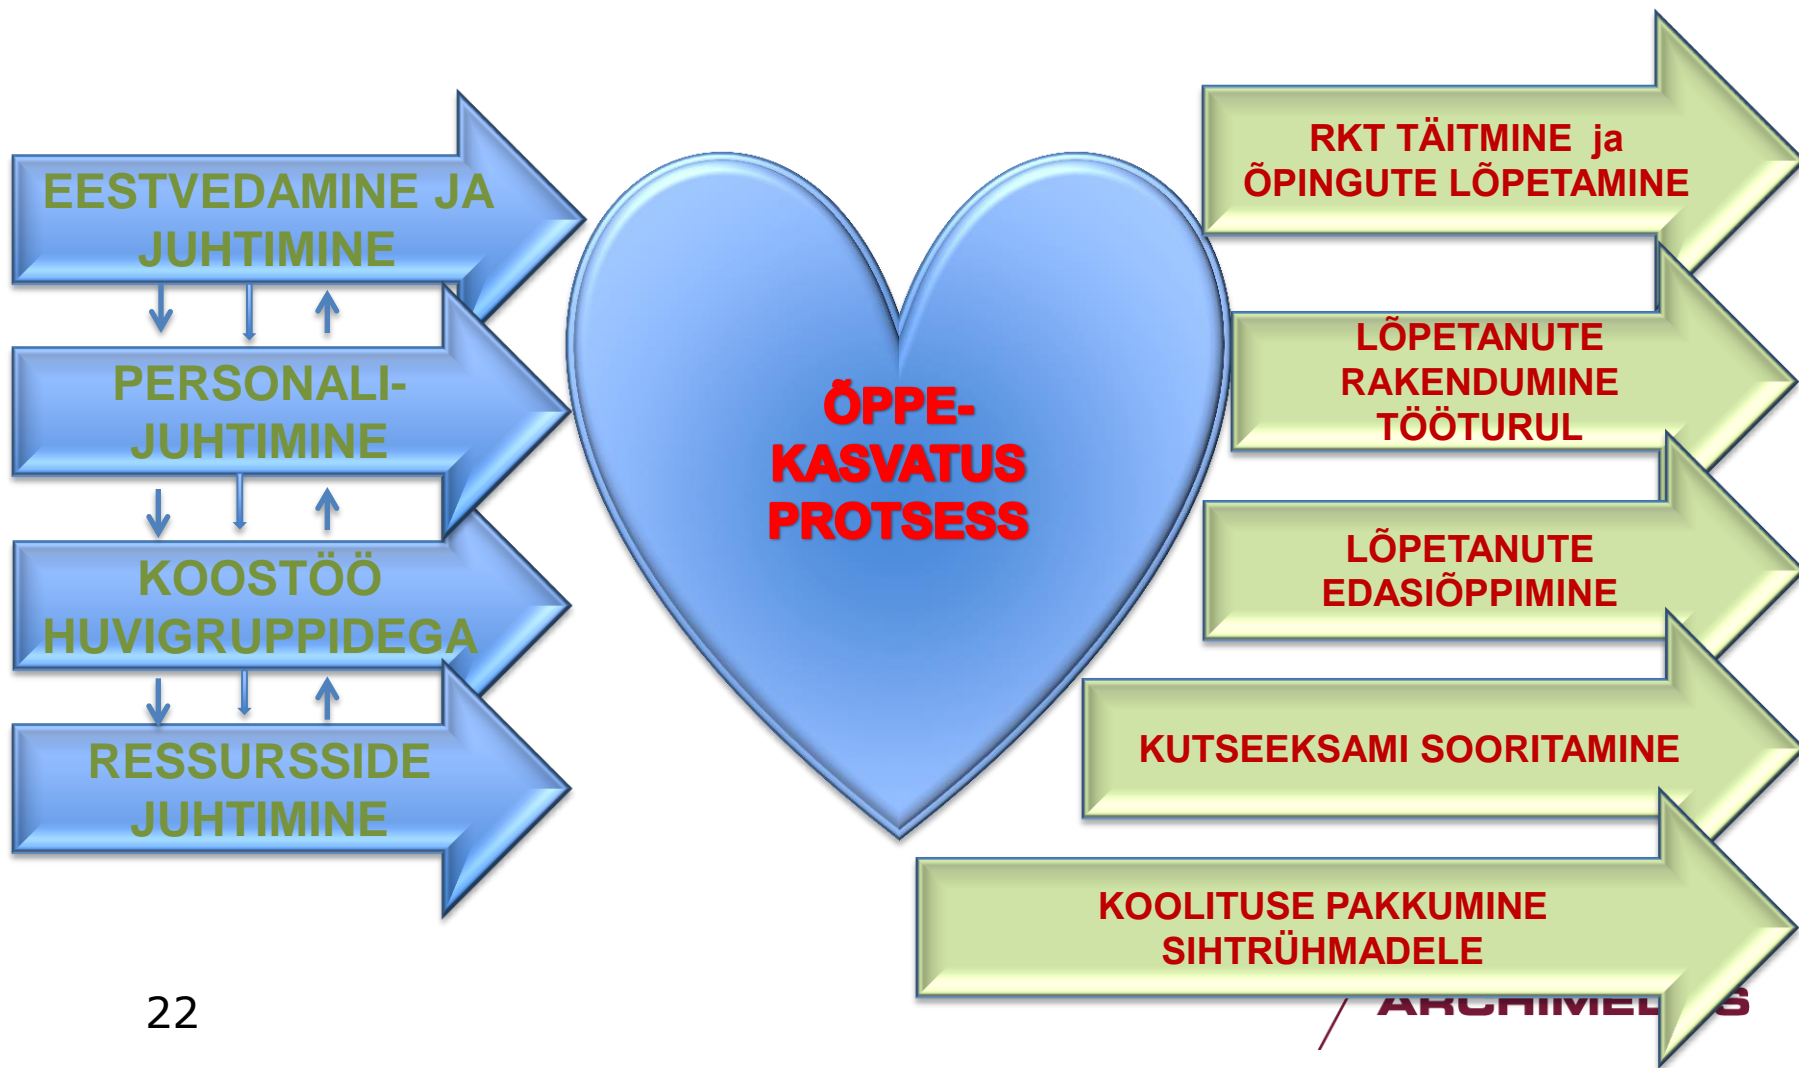 EESTVEDAMINE JA
JUHTIMINE
PERSONALI-
JUHTIMINE
KOOSTÖÖ
HUVIGRUPPIDEGA
RESSURSSIDE
JUHTIMINE
ÕPPE-
KASVATUS
PROTSESS
RKT TÄITMINE ja
ÕPINGUTE LÕPETAMINE
LÕPETANUTE
RAKENDUMINE
TÖÖTURUL
LÕPETANUTE
EDASIÕPPIMINE
KUTSEEKSAMI SOORITAMINE
KOOLITUSE PAKKUMINE
SIHTRÜHMADELE
22